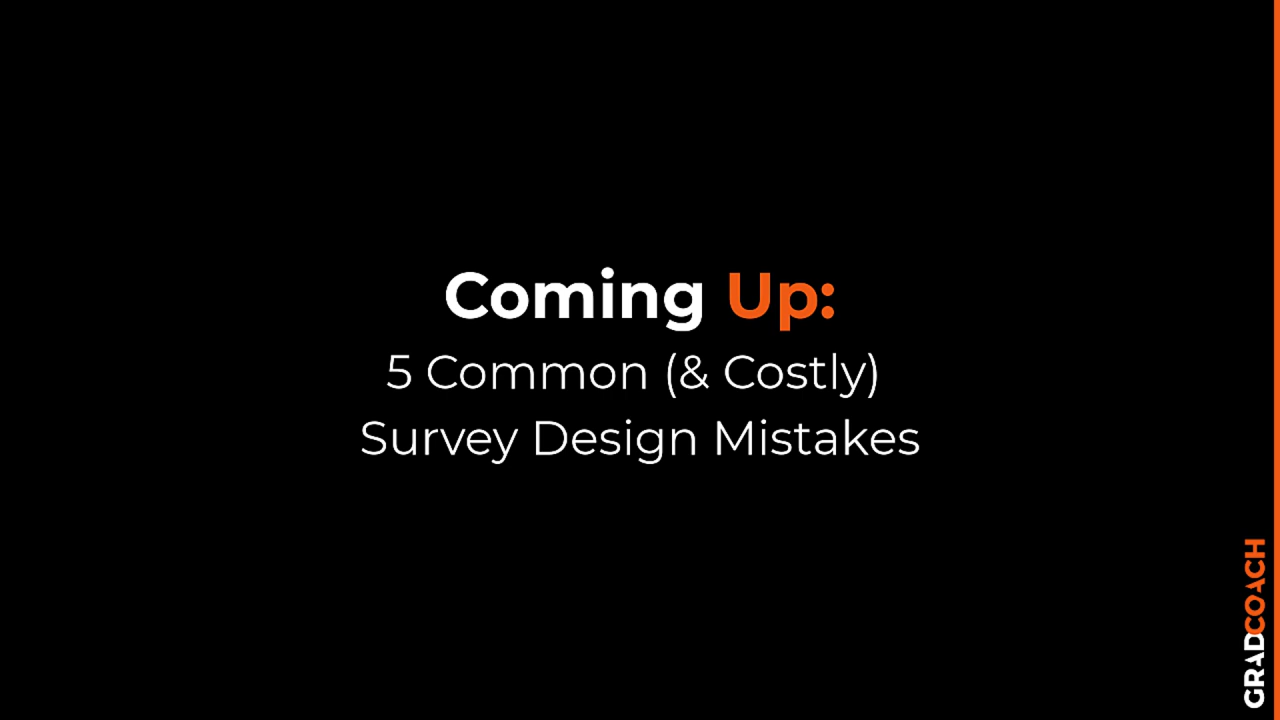 Coming Up:
5 Common (& Costly)
Survey Design Mistakes
GRADCOACH